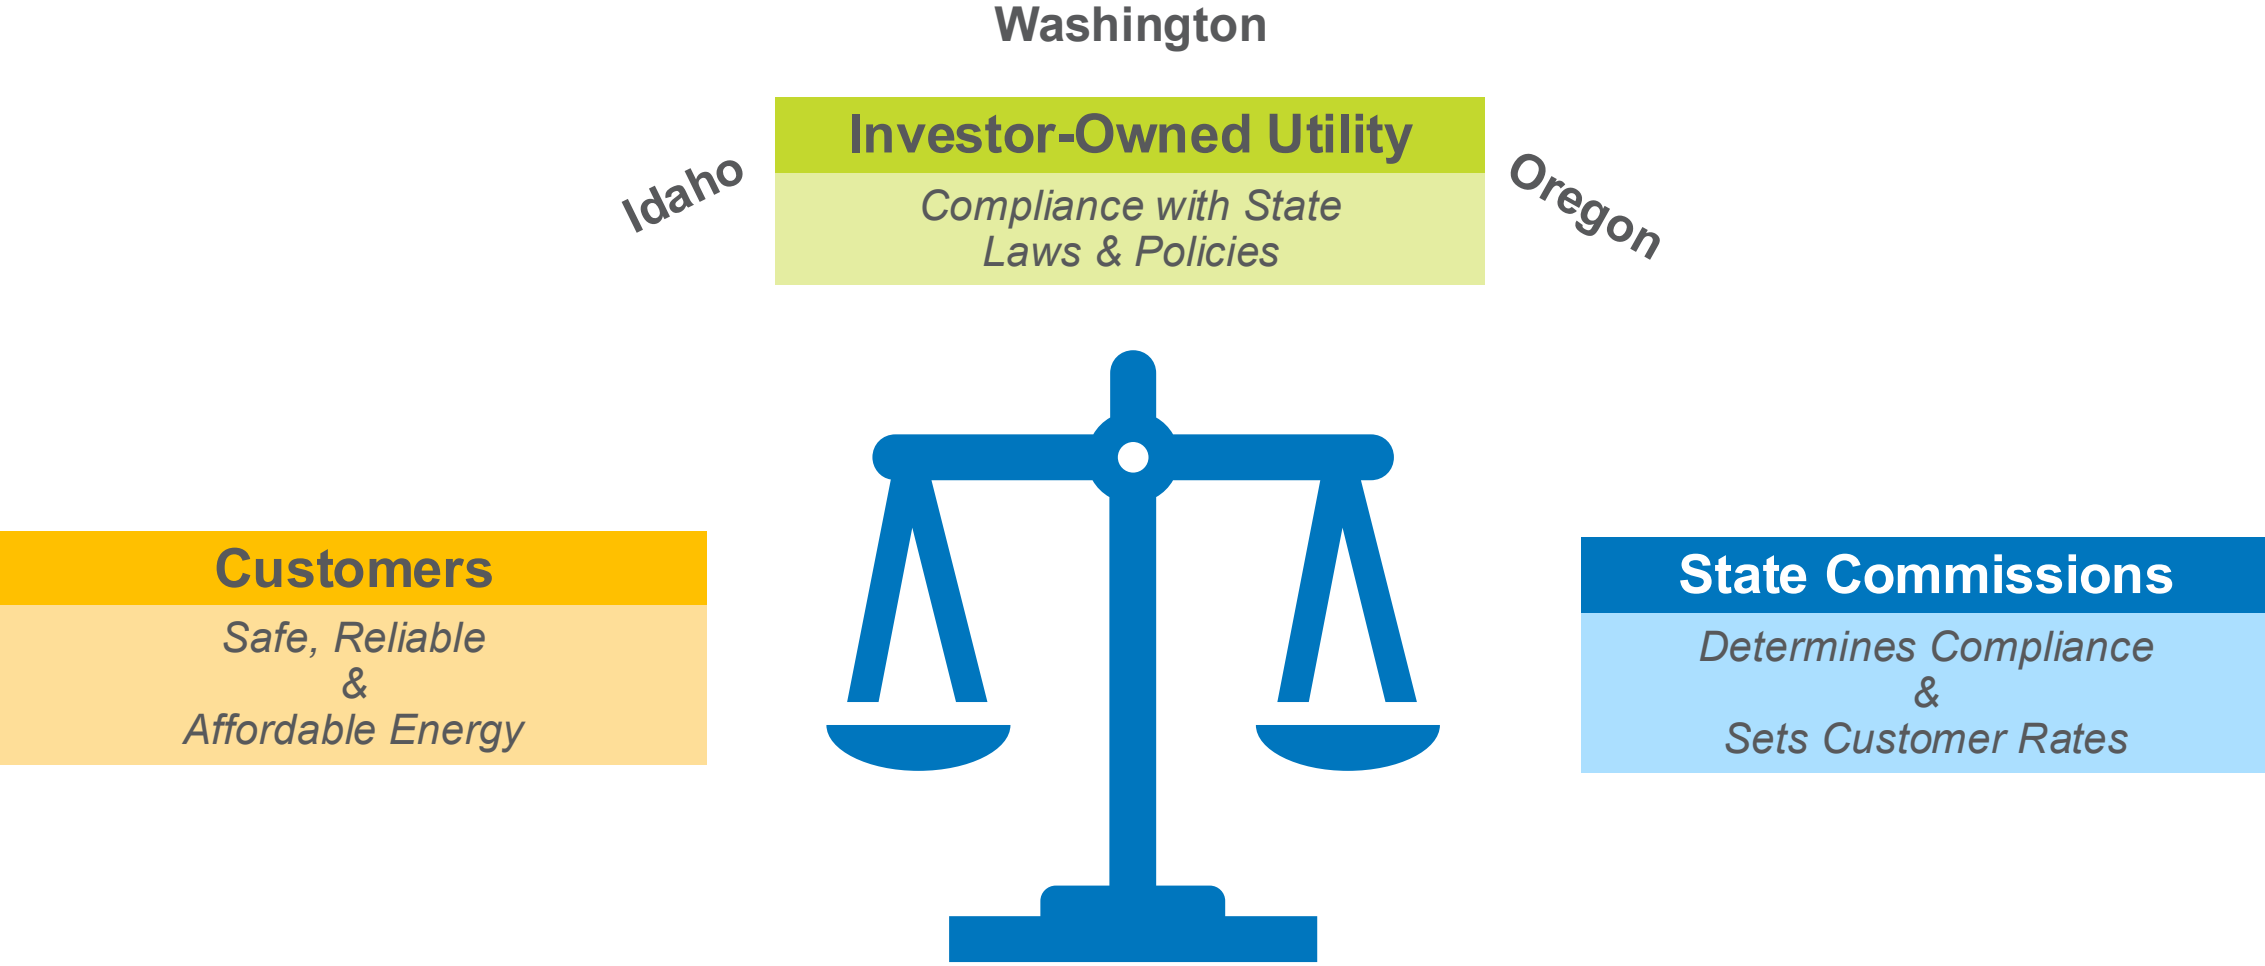 Washington
Idaho
Investor-Owned Utility
Oregon
Compliance with State
Laws & Policies
Customers
Safe, Reliable
&
Affordable Energy
State Commissions
Determines Compliance
&
Sets Customer Rates